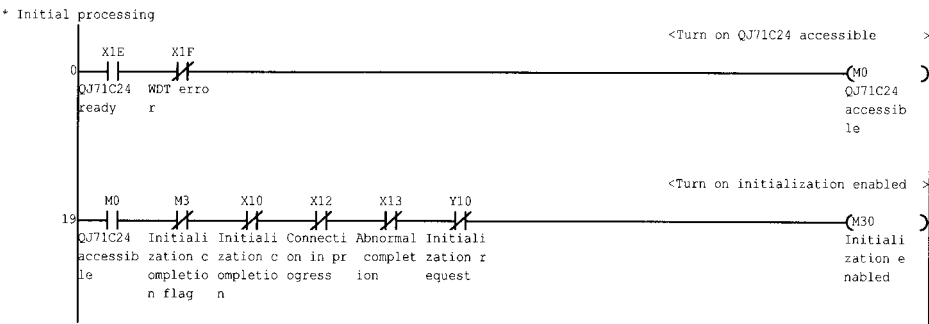 * Initial processing
<Turn on QJ71C24 accessible >
X1E X1F
0 (M0 )
QJ71C24 WDT erro QJ71C24
ready r accessib
le
<Turn on initialization enabled >
M0 M3 X10 X12 X13 Y10
19 (M30 )
QJ71C24 Initiali Initiali Connecti Abnormal Initiali Initiali
accessib zation c zation c on in pr complet zation r zation e
le ompletio ompletio ogress ion equest nabled
n flag n